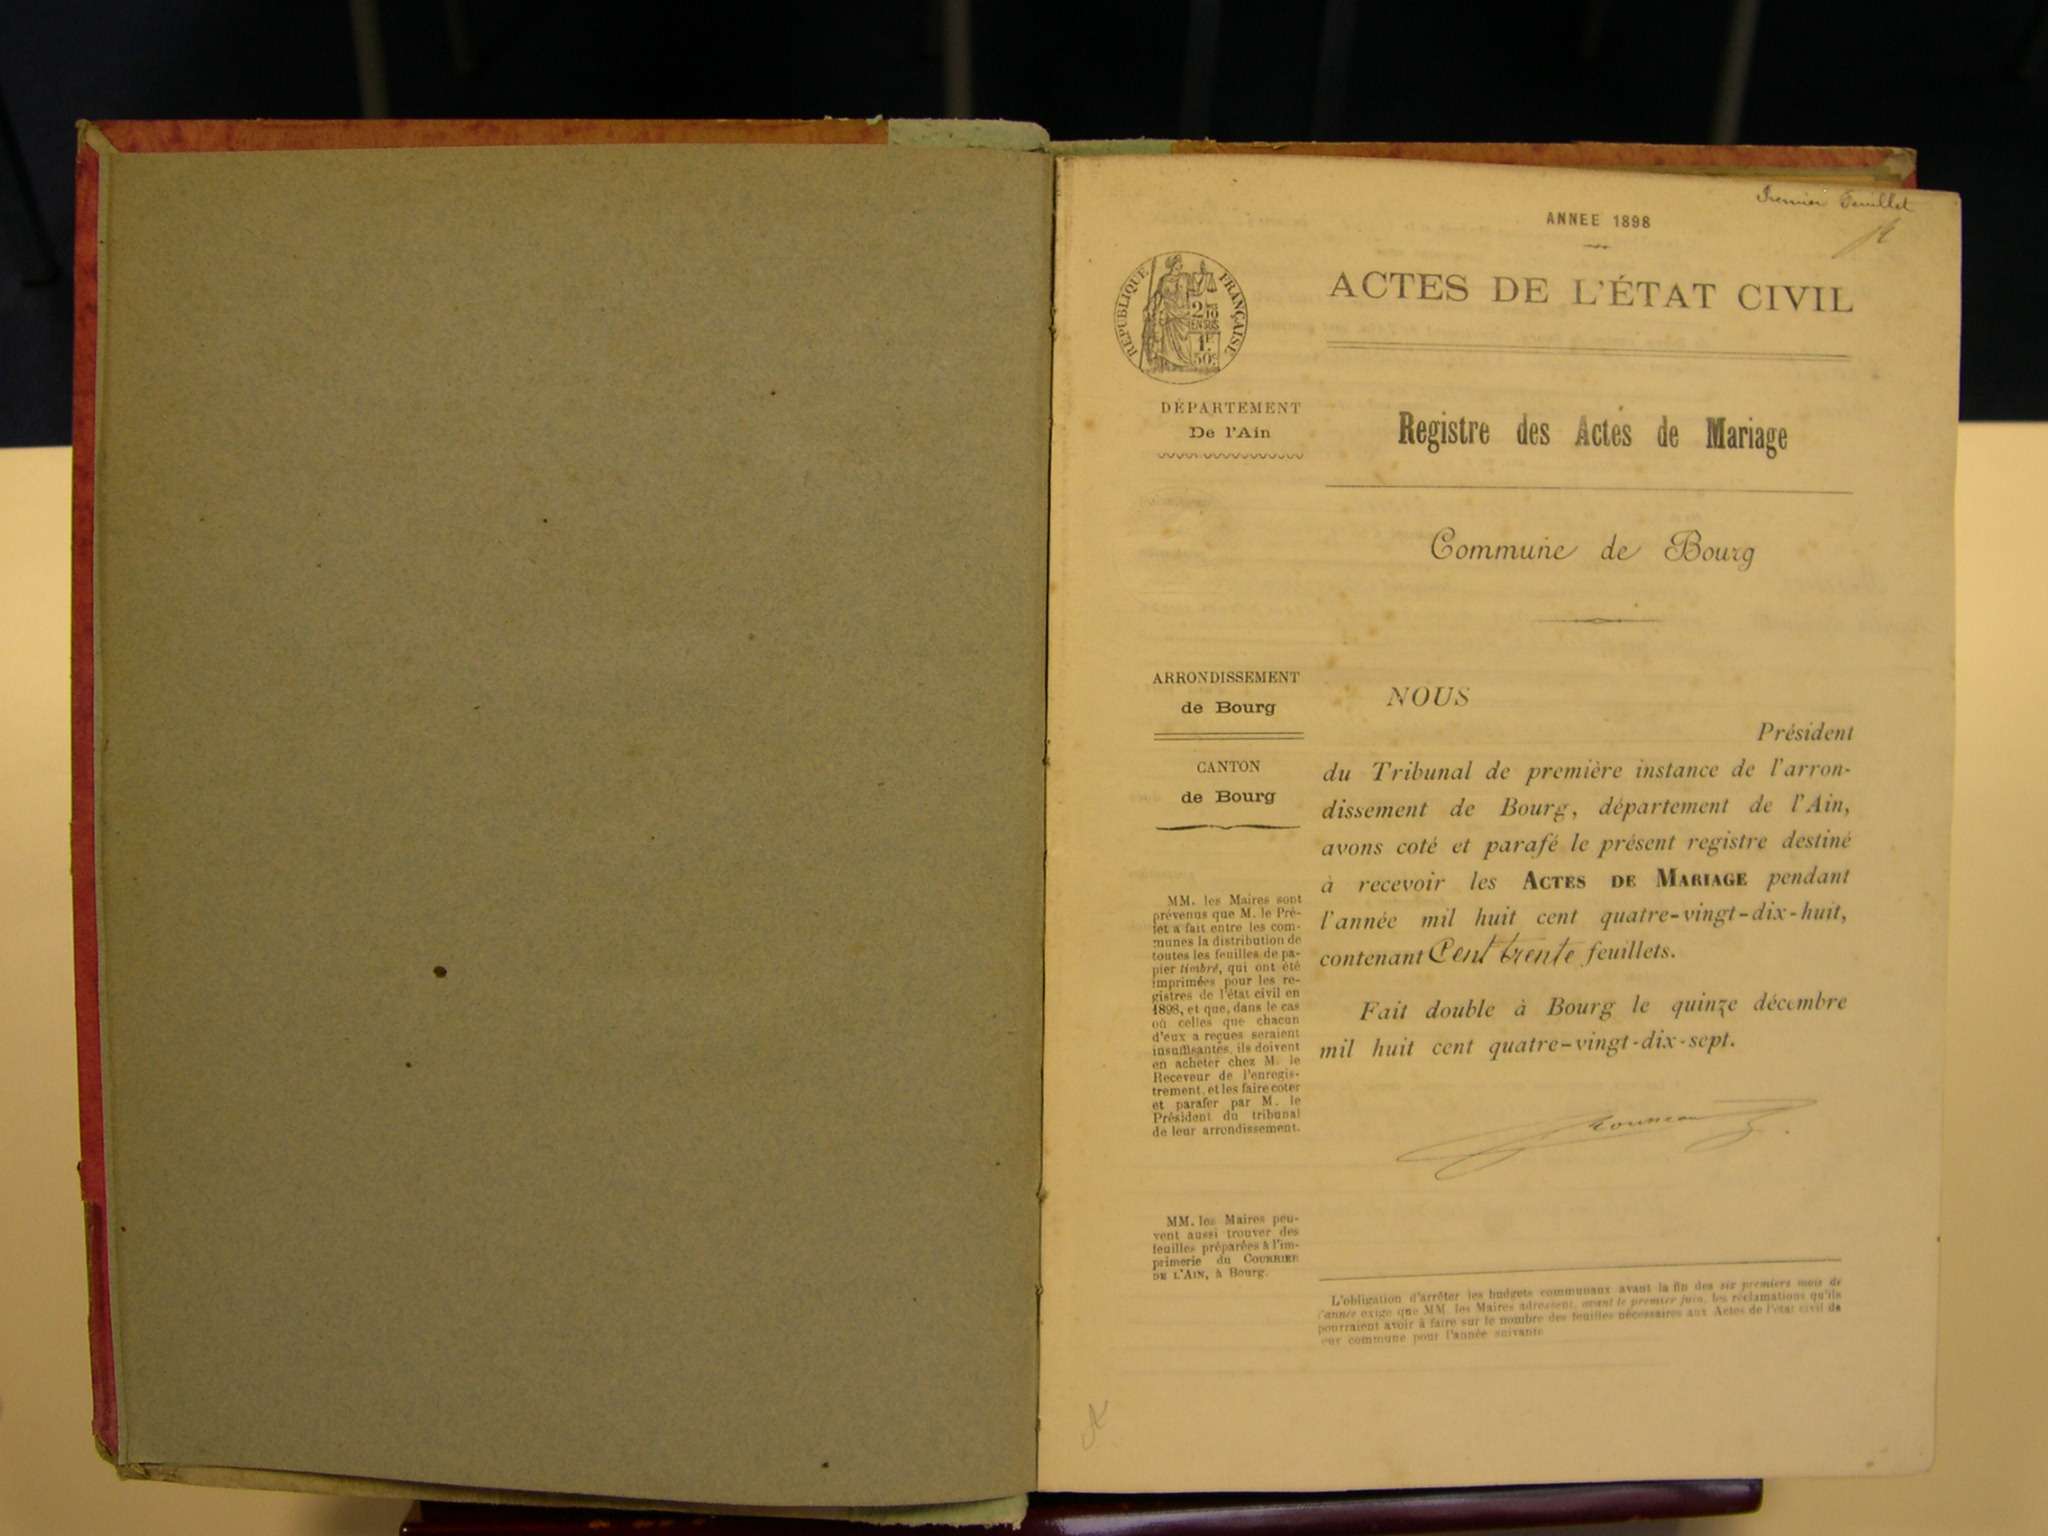 Premier feuillet
ANNEE 1898
ACTES DE L'ÉTAT CIVIL
RÉPUBLIQUE FRANÇAISE
2/10
EN SUS
1F
50c
DÉPARTEMENT
De l'Ain
Registre des Actes de Mariage
Commune de Bourg
ARRONDISSEMENT
de Bourg
CANTON
de Bourg
MM. les Maires sont
prévenus que M. le Pré-
fet a fait entre les com-
munes la distribution de
toutes les feuilles de pa-
pier timbré, qui ont été
imprimées pour les re-
gistres de l'état civil en
1898, et que, dans le cas
où celles que chacun
d'eux a reçues seraient
insuffisantes, ils doivent
en acheter chez M. le
Receveur de l'enregis-
trement, et les faire coter
et parafer par M. le
Président du tribunal
de leur arrondissement.
MM. les Maires peu-
vent aussi trouver des
feuilles préparées à l'im-
primerie du COURRIER
DE L'AIN, à Bourg.
NOUS
Président
du Tribunal de première instance de l'arron-
dissement de Bourg, département de l'Ain,
avons coté et parafé le présent registre destiné
à recevoir les ACTES DE MARIAGE pendant
l'année mil huit cent quatre-vingt-dix-huit,
contenant Cent trente feuillets.
Fait double à Bourg le quinze décembre
mil huit cent quatre-vingt-dix-sept.
L'obligation d'arrêter les budgets communaux avant la fin des six premiers mois de
l'année exige que MM. les Maires adressent, avant le premier juin, les réclamations qu'ils
pourraient avoir à faire sur le nombre des feuilles nécessaires aux Actes de l'état civil de
eur commune pour l'année suivante